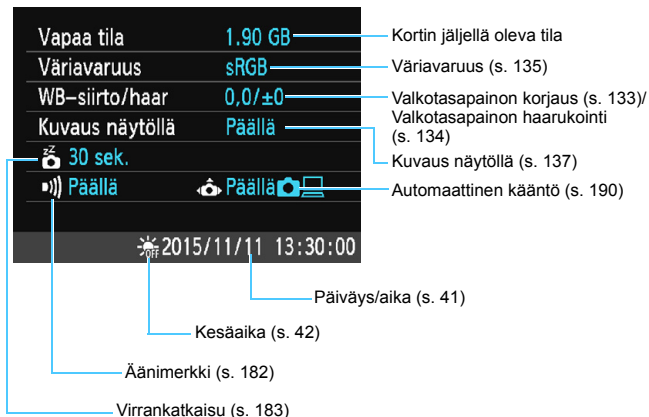 Vapaa tila 1.90 GB
Kortin jäljellä oleva tila
Väriavaruus sRGB
Väriavaruus (s. 135)
WB–siirto/haar 0,0/±0
Valkotasapainon korjaus (s. 133)/
Valkotasapainon haarukointi
(s. 134)
Kuvaus näytöllä Päällä
Kuvaus näytöllä (s. 137)
zZ 30 sek.
Päällä Päällä
Automaattinen kääntö (s. 190)
OFF 2015/11/11 13:30:00
Päiväys/aika (s. 41)
Kesäaika (s. 42)
Äänimerkki (s. 182)
Virrankatkaisu (s. 183)